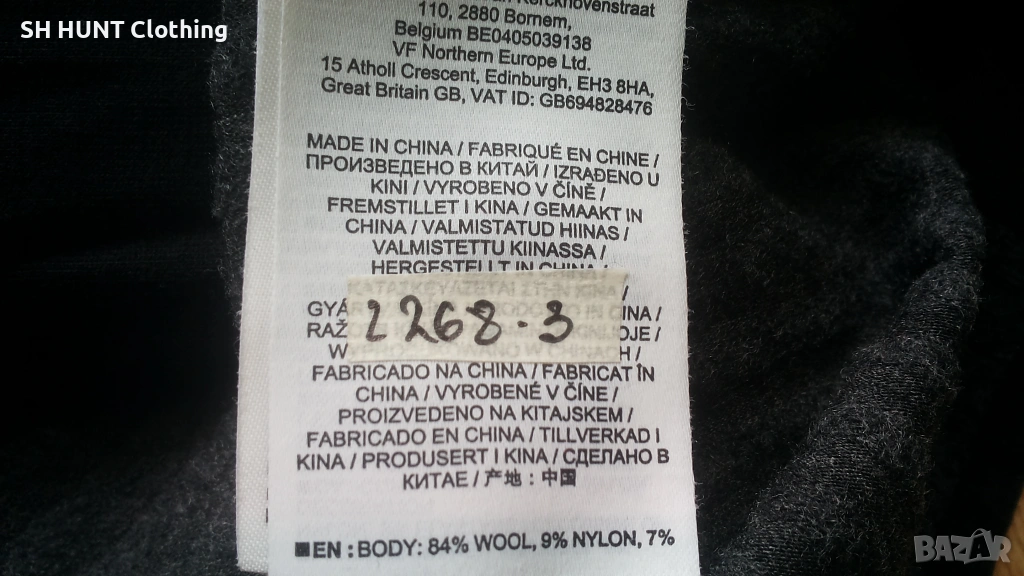 SH HUNT Clothing
110, 2880 Bornem,
Belgium BE0405039138
VF Northern Europe Ltd.
15 Atholl Crescent, Edinburgh, EH3 8HA,
Great Britain GB, VAT ID: GB694828476
MADE IN CHINA / FABRIQUÉ EN CHINE /
ПРОИЗВЕДЕНО В КИТАЙ / IZRAĐENO U
KINI / VYROBENO V ČÍNĚ /
FREMSTILLET I KINA / GEMAAKT IN
CHINA / VALMISTATUD HIINAS /
VALMISTETTU KIINASSA /
HERGESTELLT IN CHINA /
2268-3
FABRICADO NA CHINA / FABRICAT ÎN
CHINA / VYROBENÉ V ČÍNE /
PROIZVEDENO NA KITAJSKEM /
FABRICADO EN CHINA / TILLVERKAD I
KINA / PRODUSERT I KINA / СДЕЛАНО В
КИТАЕ / 产地：中国
EN : BODY: 84% WOOL, 9% NYLON, 7%
BAZAR